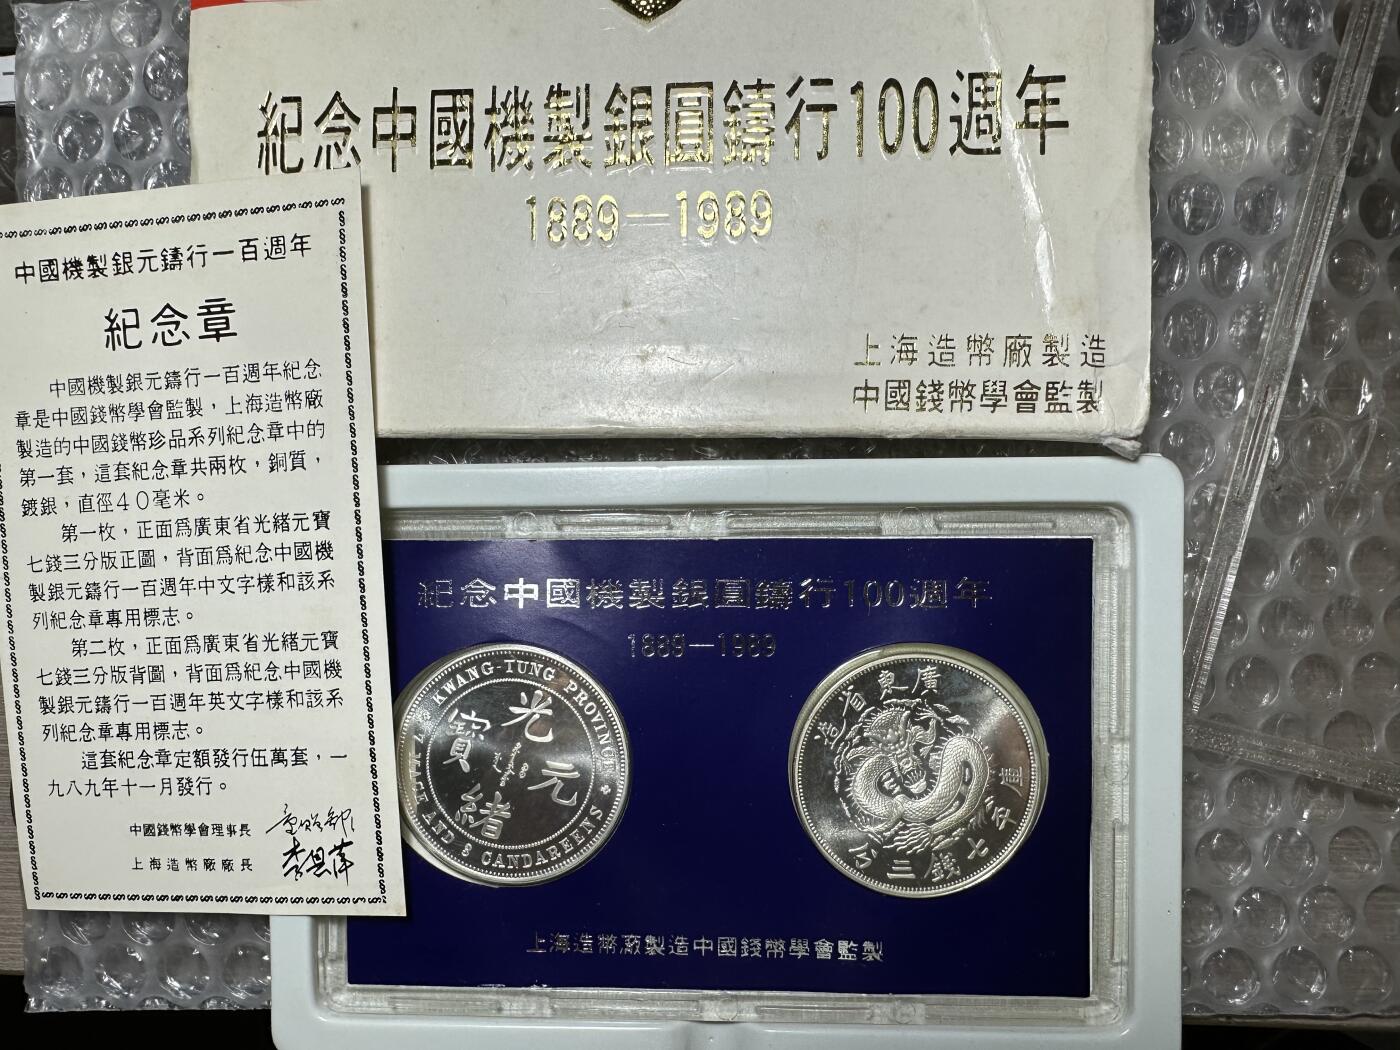 紀念中國機製銀圓鑄行100週年
1889—1989
上海造幣廠製造
中國錢幣學會監製
中國機製銀元鑄行一百週年
紀念章
中國機製銀元鑄行一百週年紀念
章是中國錢幣學會監製，上海造幣廠
製造的中國錢幣珍品系列紀念章中的
第一套，這套紀念章共兩枚，銅質，
鍍銀，直徑40毫米。
第一枚，正面爲廣東省光緒元寶
七錢三分版正圖，背面爲紀念中國機
製銀元鑄行一百週年中文字樣和該系
列紀念章專用標志。
第二枚，正面爲廣東省光緒元寶
七錢三分版背圖，背面爲紀念中國機
製銀元鑄行一百週年英文字樣和該系
列紀念章專用標志。
這套紀念章定額發行伍萬套，一
九八九年十一月發行。
中國錢幣學會理事長
上海造幣廠廠長
紀念中國機製銀圓鑄行100週年
1889—1989
KWANG-TUNG PROVINCE
光緒元寶
AND 3 CANDAREENS
廣東省造
庫平七錢三分
上海造幣廠製造中國錢幣學會監製